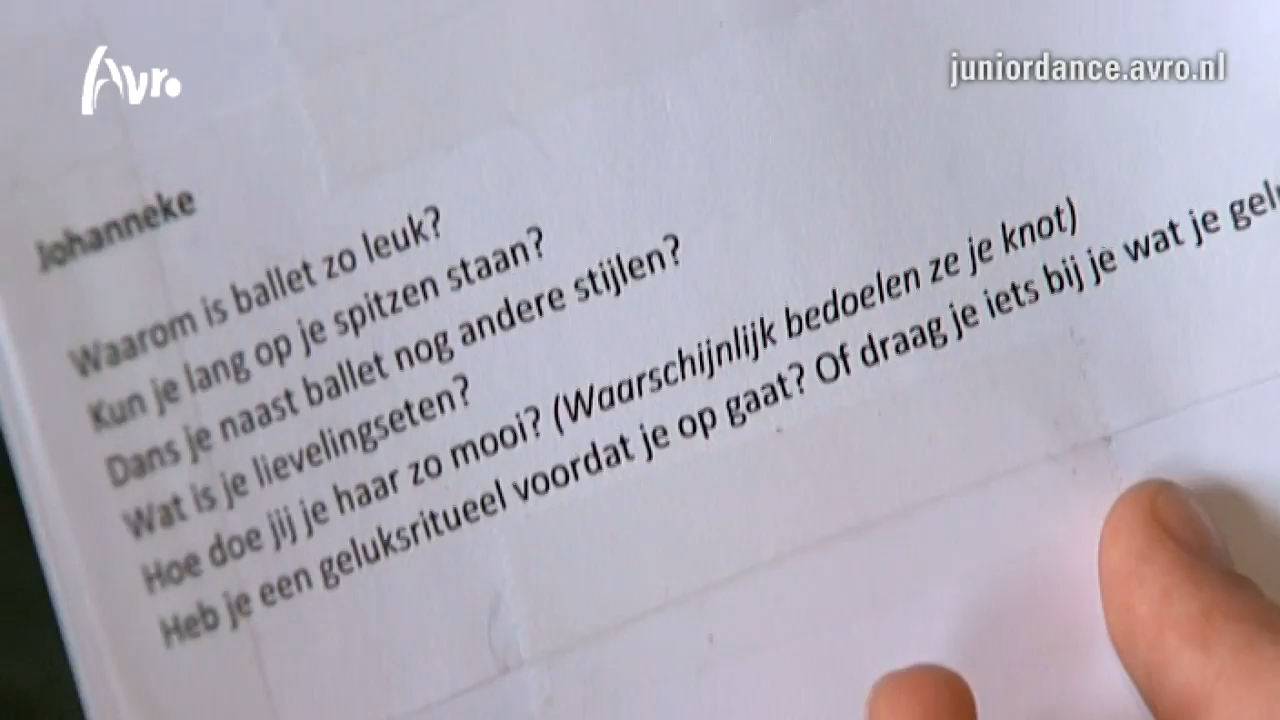 Avro
juniordance.avro.nl
Johanneke
Waarom is ballet zo leuk?
Kun je lang op je spitzen staan?
Dans je naast ballet nog andere stijlen?
Wat is je lievelingseten?
Hoe doe jij je haar zo mooi? (Waarschijnlijk bedoelen ze je knot)
Heb je een geluksritueel voordat je op gaat? Of draag je iets bij je wat je